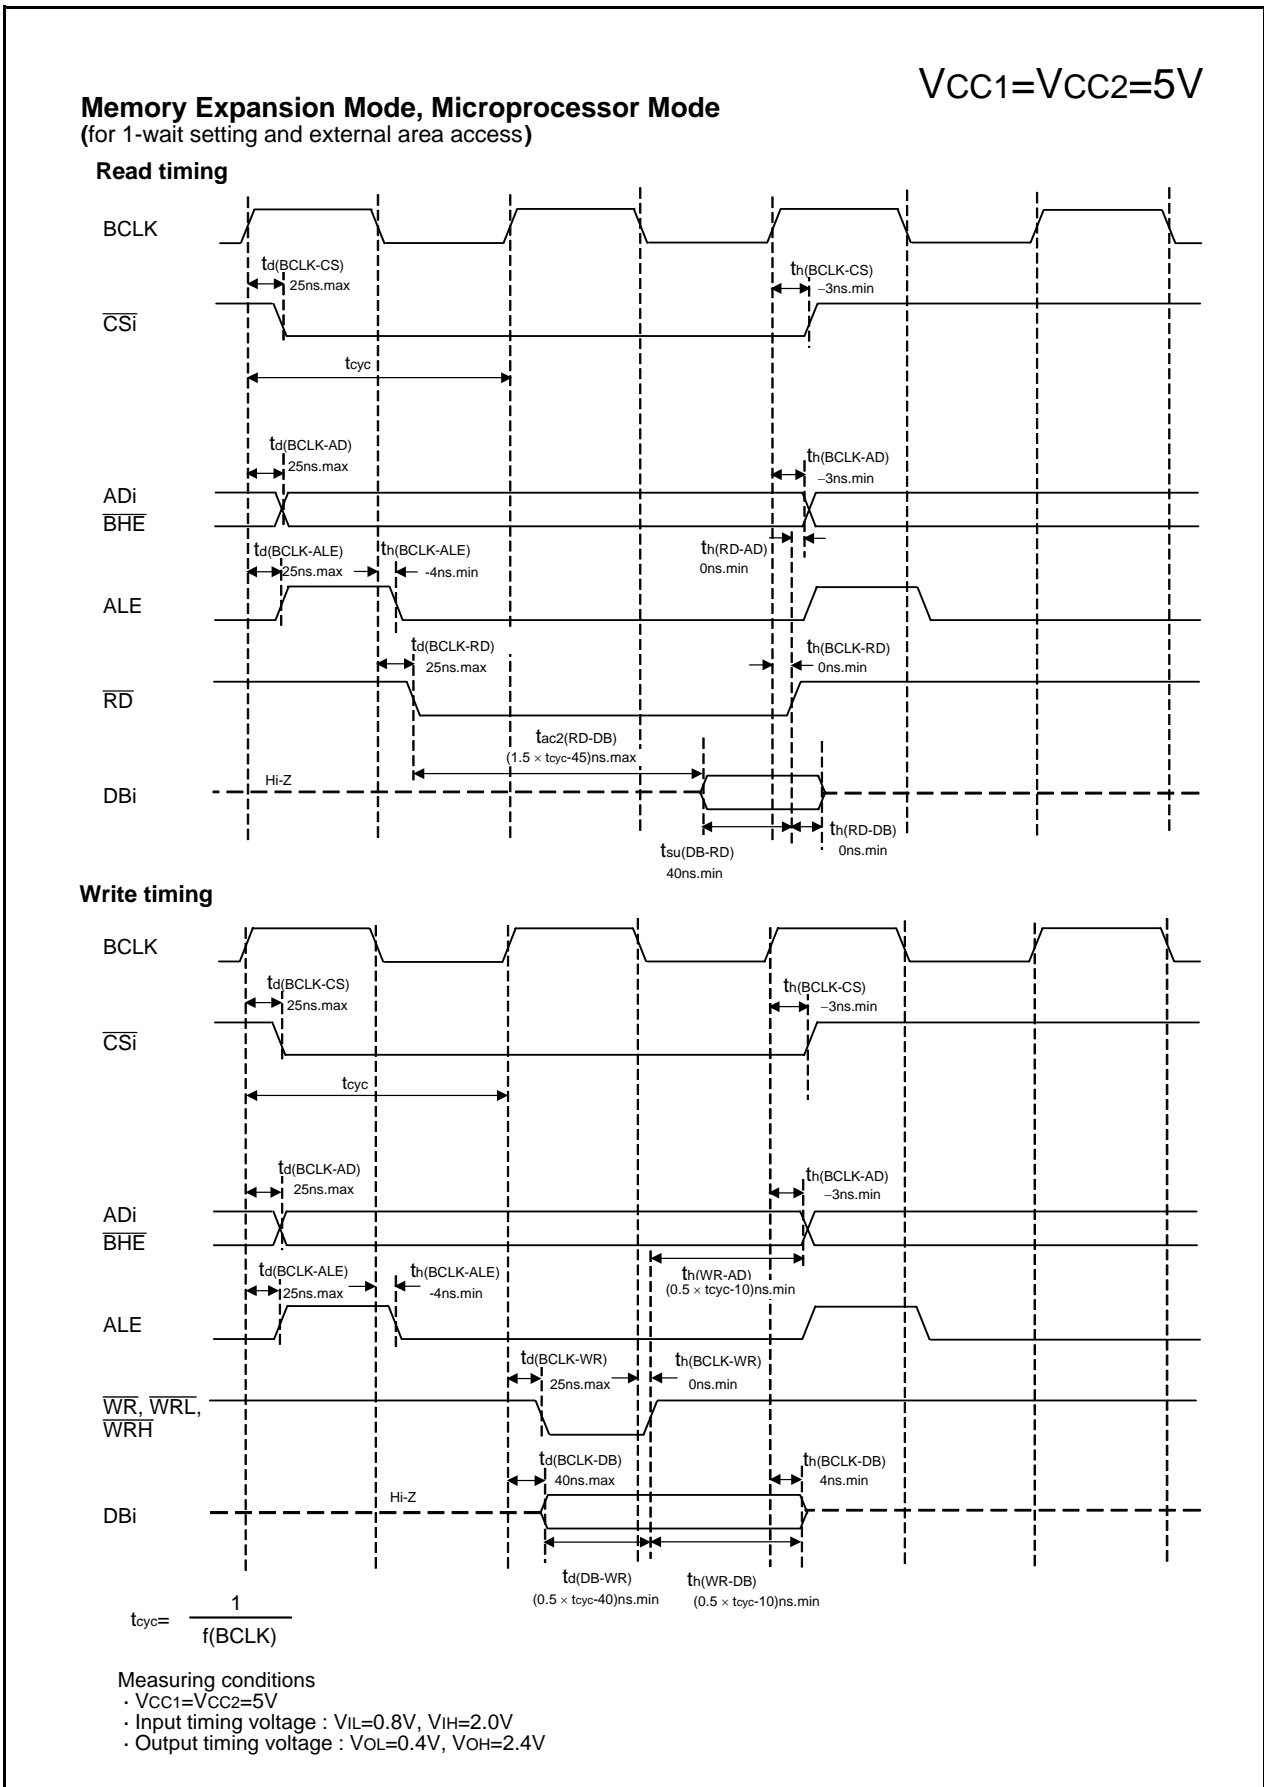 VCC1=VCC2=5V
Memory Expansion Mode, Microprocessor Mode
(for 1-wait setting and external area access)
Read timing
BCLK
td(BCLK-CS)
25ns.max
th(BCLK-CS)
−3ns.min
CSi
tcyc
td(BCLK-AD)
25ns.max
th(BCLK-AD)
−3ns.min
ADi
BHE
td(BCLK-ALE)
25ns.max
th(BCLK-ALE)
-4ns.min
th(RD-AD)
0ns.min
ALE
td(BCLK-RD)
25ns.max
th(BCLK-RD)
0ns.min
RD
tac2(RD-DB)
(1.5 × tcyc-45)ns.max
Hi-Z
DBi
tsu(DB-RD)
40ns.min
th(RD-DB)
0ns.min
Write timing
BCLK
td(BCLK-CS)
25ns.max
th(BCLK-CS)
−3ns.min
CSi
tcyc
td(BCLK-AD)
25ns.max
th(BCLK-AD)
−3ns.min
ADi
BHE
td(BCLK-ALE)
25ns.max
th(BCLK-ALE)
-4ns.min
th(WR-AD)
(0.5 × tcyc-10)ns.min
ALE
td(BCLK-WR)
25ns.max
th(BCLK-WR)
0ns.min
WR, WRL,
WRH
td(BCLK-DB)
40ns.max
th(BCLK-DB)
4ns.min
Hi-Z
DBi
td(DB-WR)
(0.5 × tcyc-40)ns.min
th(WR-DB)
(0.5 × tcyc-10)ns.min
tcyc= 1
f(BCLK)
Measuring conditions
· VCC1=VCC2=5V
· Input timing voltage : VIL=0.8V, VIH=2.0V
· Output timing voltage : VOL=0.4V, VOH=2.4V